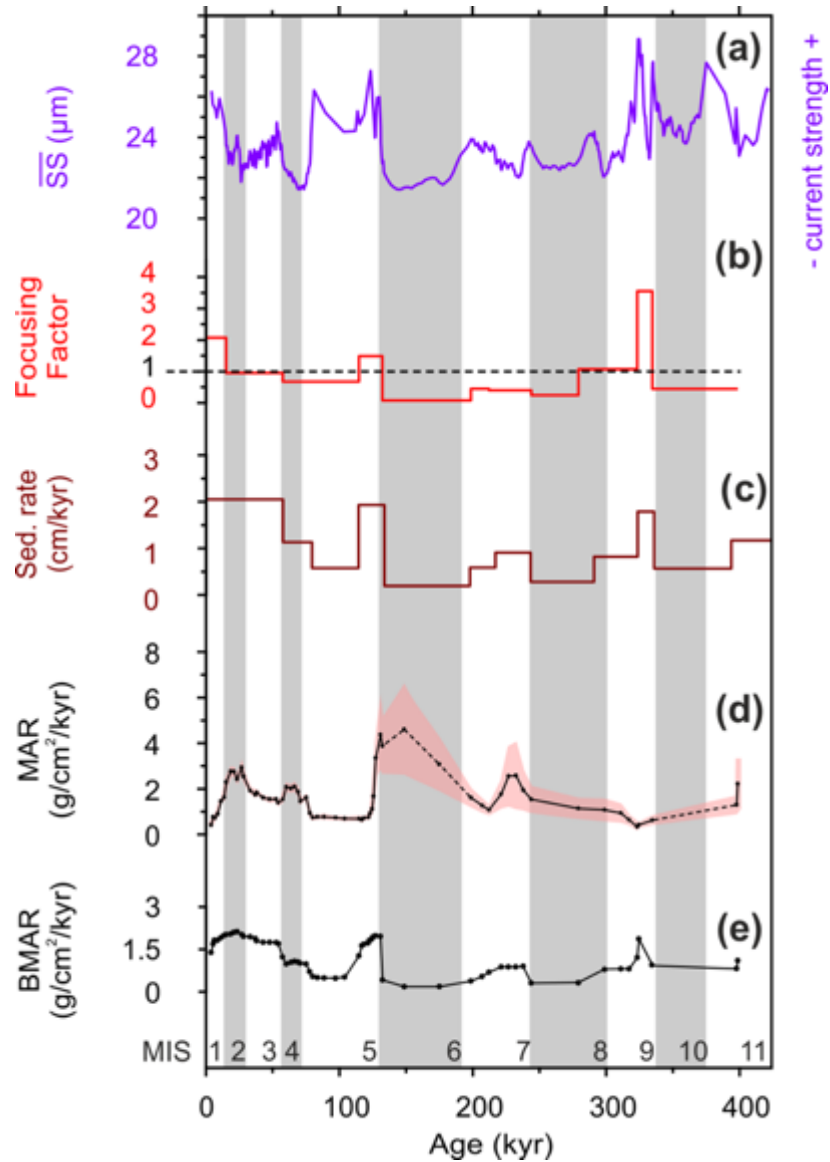 (a)
28
24
20
S̅S̅ (µm)
- current strength +
(b)
4
3
2
1
0
Focusing
Factor
(c)
3
2
1
0
Sed. rate
(cm/kyr)
(d)
8
6
4
2
0
MAR
(g/cm²/kyr)
(e)
3
1.5
0
BMAR
(g/cm²/kyr)
MIS 1 2 3 4 5 6 7 8 9 10 11
0 100 200 300 400
Age (kyr)